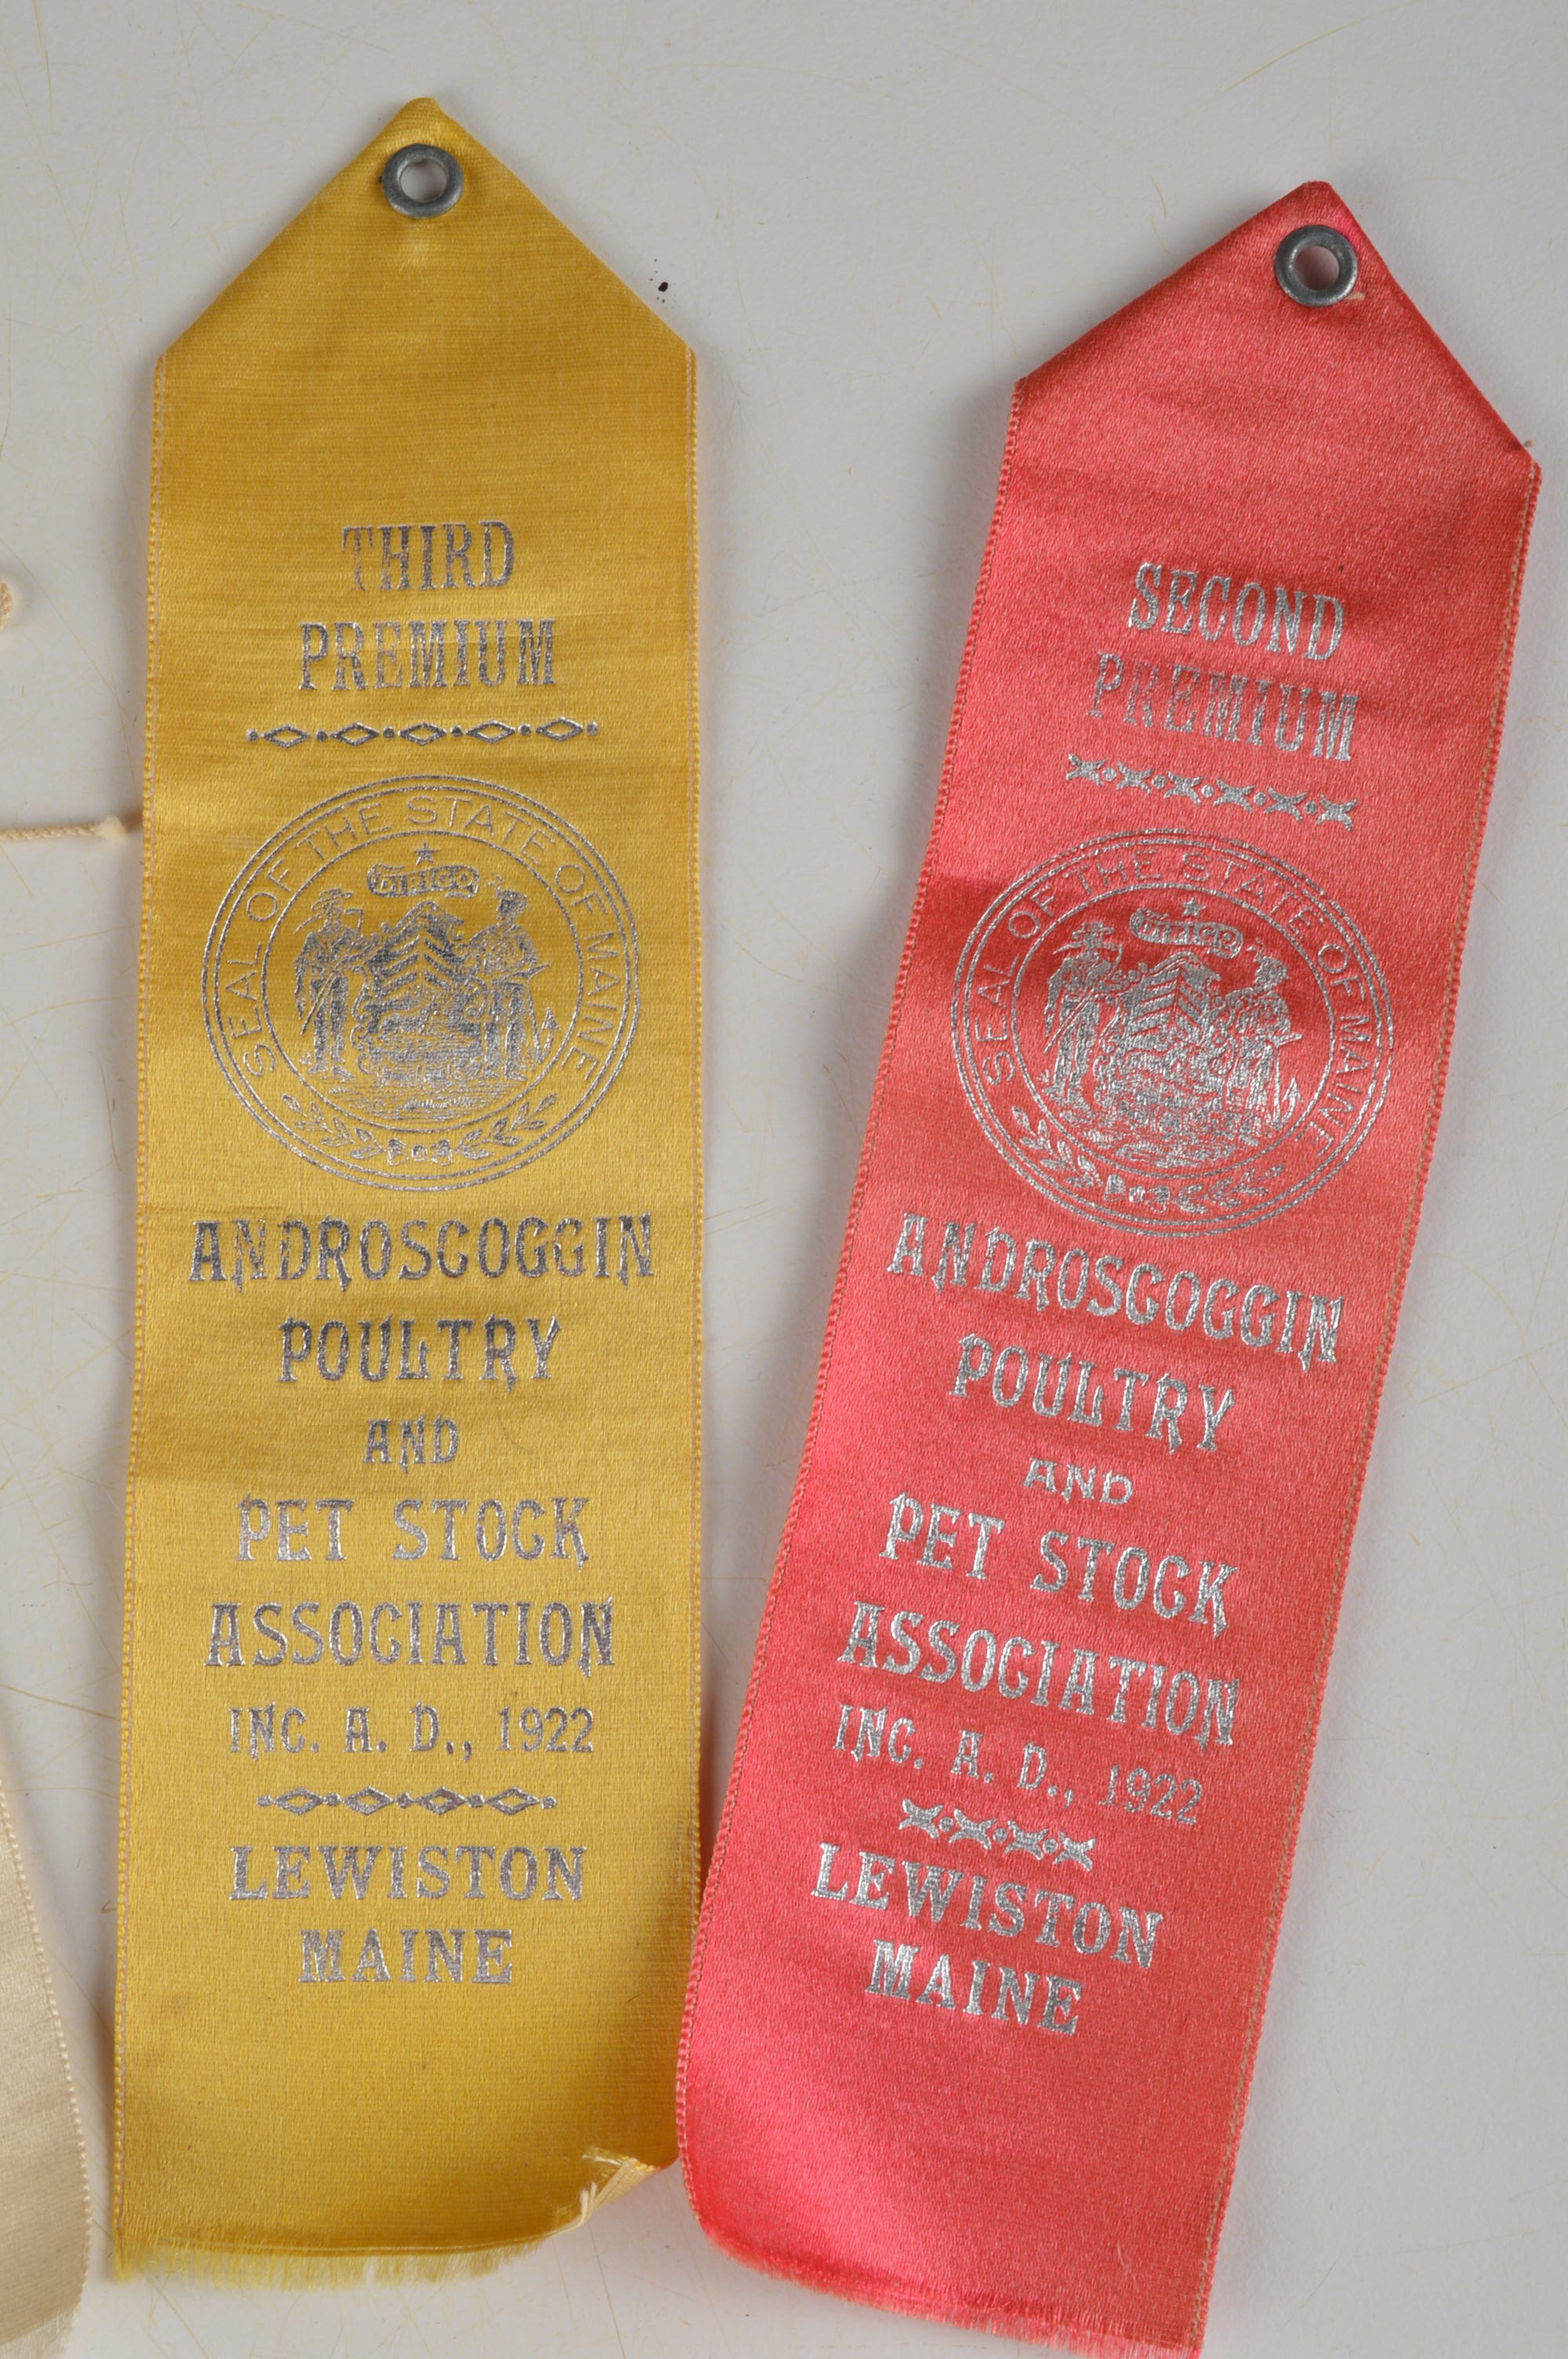 THIRD
PREMIUM
SEAL OF THE STATE OF MAINE
DIRIGO
ANDROSCOGGIN
POULTRY
AND
PET STOCK
ASSOCIATION
INC. A. D., 1922
LEWISTON
MAINE
SECOND
PREMIUM
SEAL OF THE STATE OF MAINE
DIRIGO
ANDROSCOGGIN
POULTRY
AND
PET STOCK
ASSOCIATION
INC. A. D., 1922
LEWISTON
MAINE